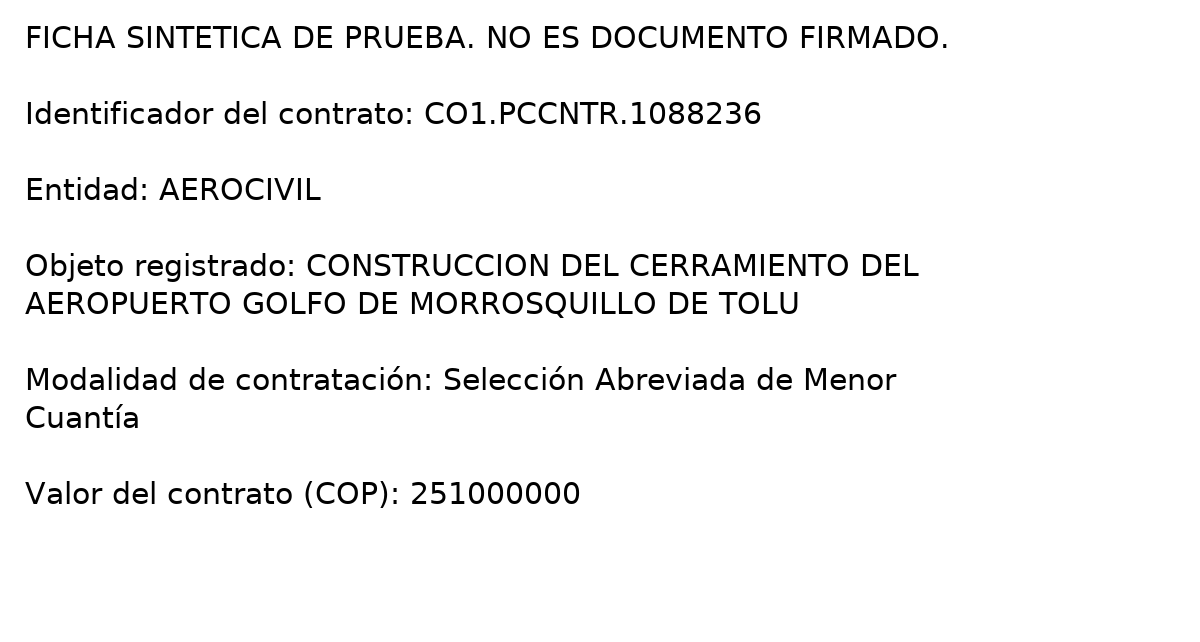 FICHA SINTETICA DE PRUEBA. NO ES DOCUMENTO FIRMADO.
Identificador del contrato: CO1.PCCNTR.1088236
Entidad: AEROCIVIL
Objeto registrado: CONSTRUCCION DEL CERRAMIENTO DEL
AEROPUERTO GOLFO DE MORROSQUILLO DE TOLU
Modalidad de contratación: Selección Abreviada de Menor
Cuantía
Valor del contrato (COP): 251000000